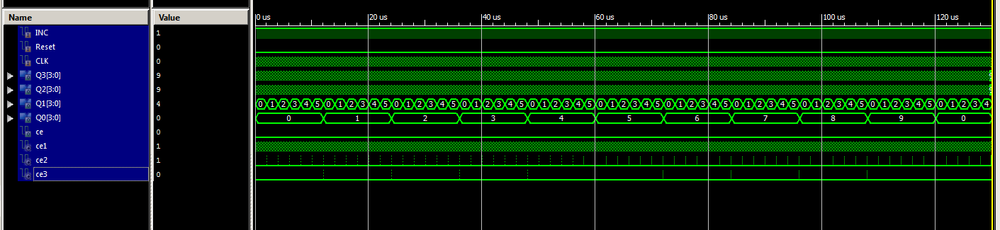 Name Value 0 us 20 us 40 us 60 us 80 us 100 us 120 us
INC 1
Reset 0
CLK 0
Q3[3:0] 9
Q2[3:0] 9
Q1[3:0] 4 0 1 2 3 4 5 0 1 2 3 4 5 0 1 2 3 4 5 0 1 2 3 4 5 0 1 2 3 4 5 0 1 2 3 4 5 0 1 2 3 4 5 0 1 2 3 4 5 0 1 2 3 4 5 0 1 2 3 4 5 0 1 2 3 4
Q0[3:0] 0 0 1 2 3 4 5 6 7 8 9 0
ce 0
ce1 1
ce2 1
ce3 0